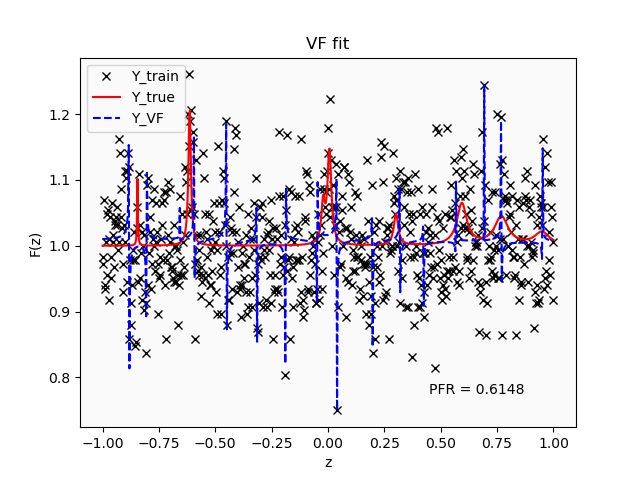 VF fit
Y_train
Y_true
Y_VF
1.2
1.1
1.0
0.9
0.8
F(z)
PFR = 0.6148
−1.00 −0.75 −0.50 −0.25 0.00 0.25 0.50 0.75 1.00
z